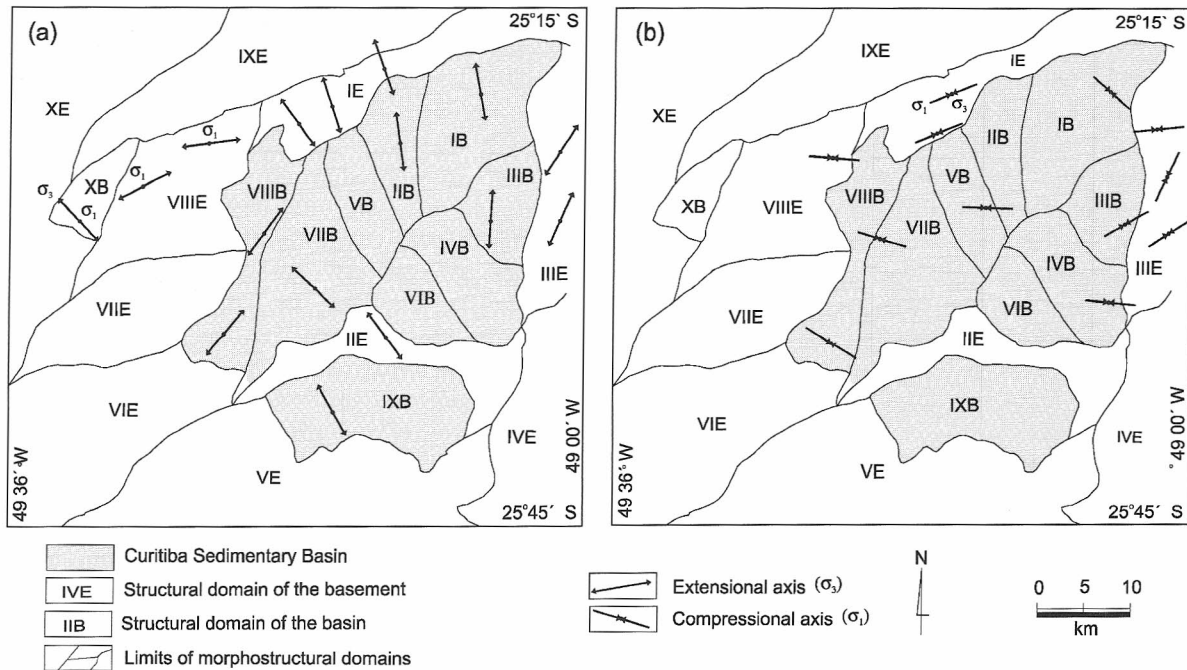 (a)
25°15´ S
IXE
XE
IE
σ₁
IB
IIB
XB
σ₁
σ₃
σ₁
VIIIE
VIIIB
VB
IIIB
VIIB
IVB
VIB
IIIE
VIIE
IIE
VIE
IXB
IVE
VE
49 36´°W
49 00´ W
25°45´ S
(b)
25°15´ S
IXE
IE
XE
σ₁ σ₃
IB
IIB
VB
XB
VIIIE
VIIIB
IIIB
VIIB
IVB
IIIE
VIB
VIIE
IIE
VIE
IXB
IVE
VE
49 36´° W
° 49 00´ W
25°45´ S
Curitiba Sedimentary Basin
IVE Structural domain of the basement
IIB Structural domain of the basin
Limits of morphostructural domains
Extensional axis (σ₃)
Compressional axis (σ₁)
N
0 5 10
km